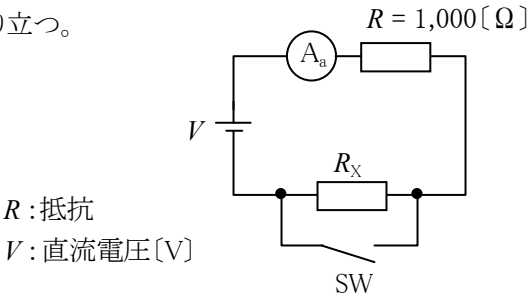 り立つ。
R = 1,000〔Ω〕
Aa
V
RX
R :抵抗
V : 直流電圧〔V〕
SW